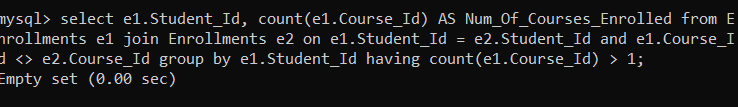 mysql> select e1.Student_Id, count(e1.Course_Id) AS Num_Of_Courses_Enrolled from E
nrollments e1 join Enrollments e2 on e1.Student_Id = e2.Student_Id and e1.Course_I
d <> e2.Course_Id group by e1.Student_Id having count(e1.Course_Id) > 1;
Empty set (0.00 sec)